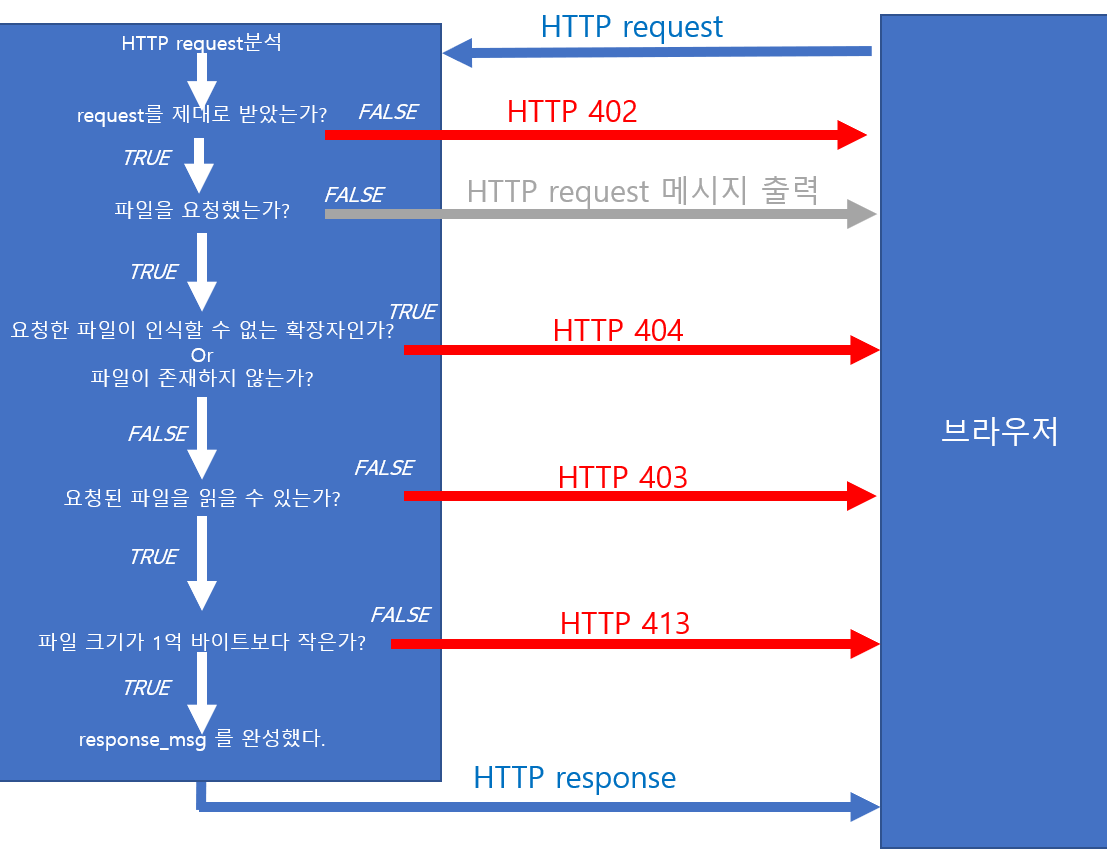 HTTP request
HTTP request분석
request를 제대로 받았는가?
FALSE
HTTP 402
TRUE
파일을 요청했는가?
FALSE
HTTP request 메시지 출력
TRUE
요청한 파일이 인식할 수 없는 확장자인가?
Or
파일이 존재하지 않는가?
TRUE
HTTP 404
FALSE
요청된 파일을 읽을 수 있는가?
FALSE
HTTP 403
TRUE
파일 크기가 1억 바이트보다 작은가?
FALSE
HTTP 413
TRUE
response_msg 를 완성했다.
HTTP response
브라우저